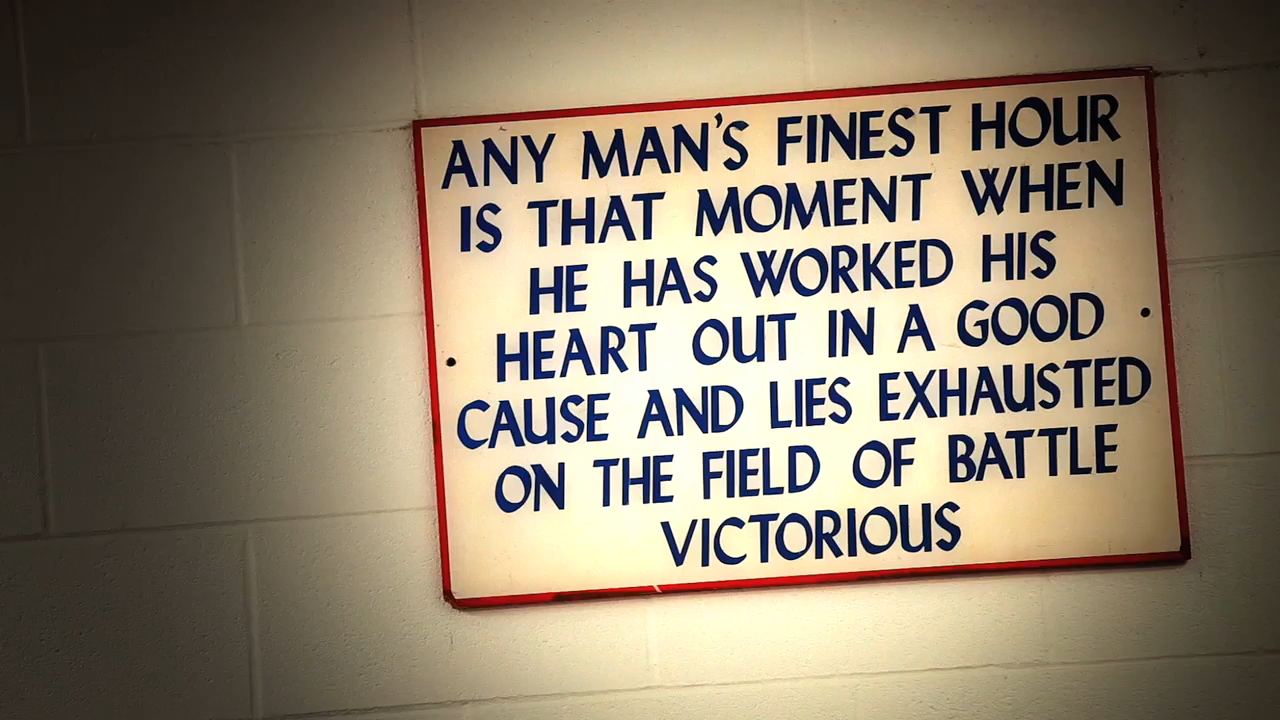 ANY MAN'S FINEST HOUR
IS THAT MOMENT WHEN
HE HAS WORKED HIS
HEART OUT IN A GOOD
CAUSE AND LIES EXHAUSTED
ON THE FIELD OF BATTLE
VICTORIOUS